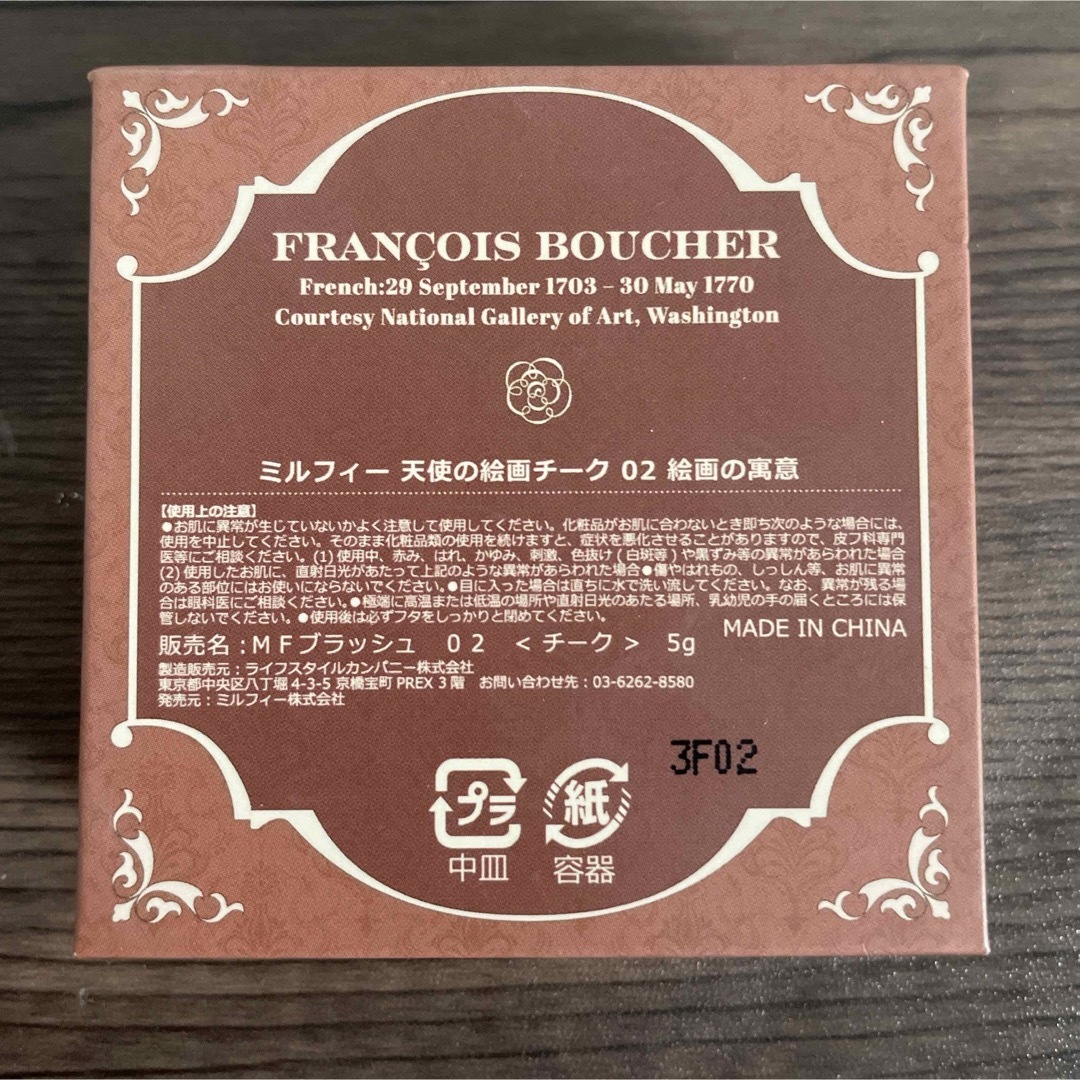 FRANÇOIS BOUCHER
French:29 September 1703 – 30 May 1770
Courtesy National Gallery of Art, Washington
ミルフィー 天使の絵画チーク 02 絵画の寓意
【使用上の注意】
●お肌に異常が生じていないかよく注意して使用してください。化粧品がお肌に合わないとき即ち次のような場合には、
使用を中止してください。そのまま化粧品類の使用を続けますと、症状を悪化させることがありますので、皮フ科専門
医等にご相談ください。(1)使用中、赤み、はれ、かゆみ、刺激、色抜け(白斑等)や黒ずみ等の異常があらわれた場合
(2)使用したお肌に、直射日光があたって上記のような異常があらわれた場合●傷やはれもの、しっしん等、お肌に異常
のある部位にはお使いにならないでください。●目に入った場合は直ちに水で洗い流してください。なお、異常が残る場
合は眼科医にご相談ください。●極端に高温または低温の場所や直射日光のあたる場所、乳幼児の手の届くところには保
管しないでください。●使用後は必ずフタをしっかりと閉めてください。
MADE IN CHINA
販売名:ＭＦブラッシュ　０２　<チーク>　5g
製造販売元:ライフスタイルカンパニー株式会社
東京都中央区八丁堀 4-3-5 京橋宝町 PREX 3 階　お問い合わせ先:03-6262-8580
発売元:ミルフィー株式会社
3F02
プラ 紙
中皿 容器